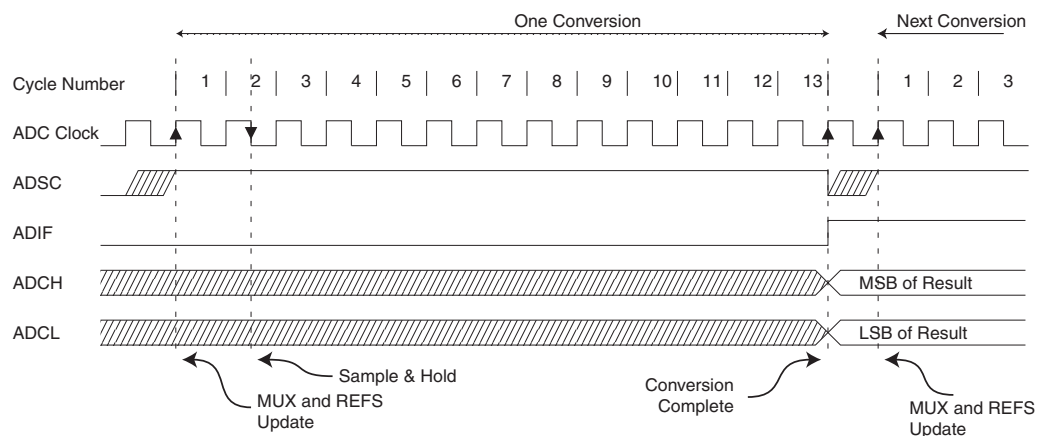 One Conversion Next Conversion
Cycle Number 1 2 3 4 5 6 7 8 9 10 11 12 13 1 2 3
ADC Clock
ADSC
ADIF
ADCH MSB of Result
ADCL LSB of Result
Sample & Hold
MUX and REFS
Update
Conversion
Complete
MUX and REFS
Update